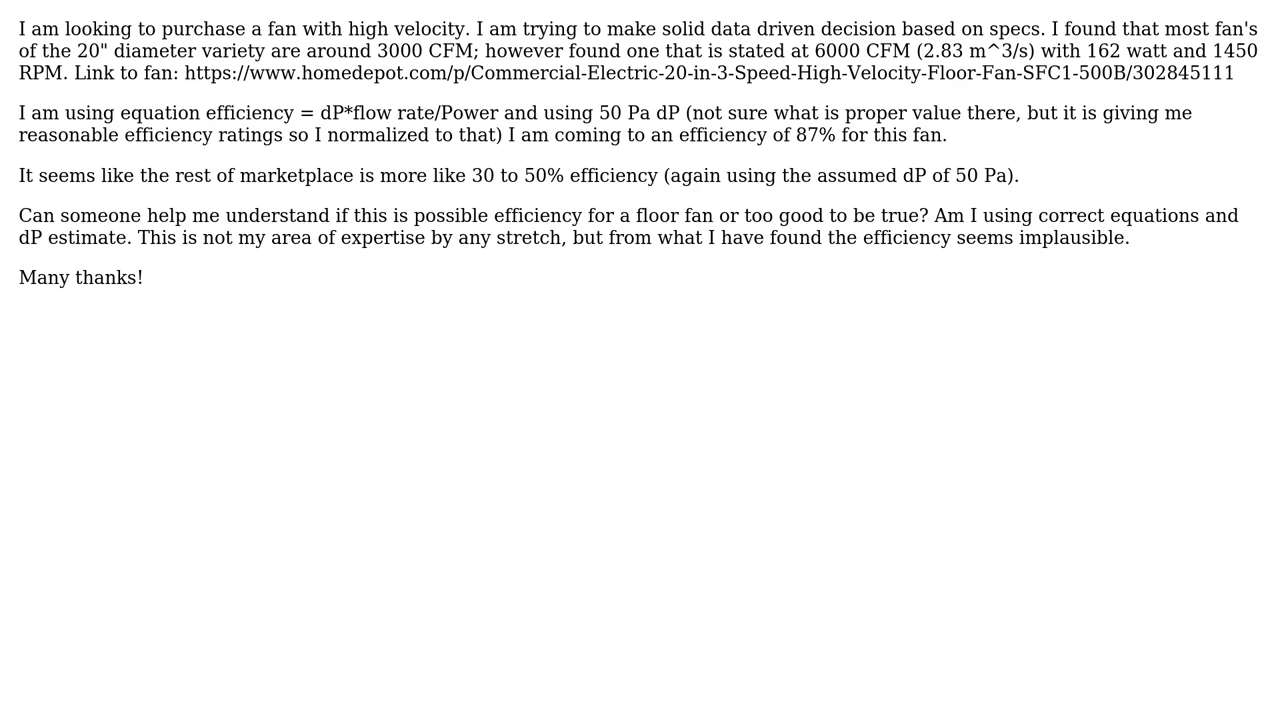 I am looking to purchase a fan with high velocity. I am trying to make solid data driven decision based on specs. I found that most fan's
of the 20" diameter variety are around 3000 CFM; however found one that is stated at 6000 CFM (2.83 m^3/s) with 162 watt and 1450
RPM. Link to fan: https://www.homedepot.com/p/Commercial-Electric-20-in-3-Speed-High-Velocity-Floor-Fan-SFC1-500B/302845111
I am using equation efficiency = dP*flow rate/Power and using 50 Pa dP (not sure what is proper value there, but it is giving me
reasonable efficiency ratings so I normalized to that) I am coming to an efficiency of 87% for this fan.
It seems like the rest of marketplace is more like 30 to 50% efficiency (again using the assumed dP of 50 Pa).
Can someone help me understand if this is possible efficiency for a floor fan or too good to be true? Am I using correct equations and
dP estimate. This is not my area of expertise by any stretch, but from what I have found the efficiency seems implausible.
Many thanks!